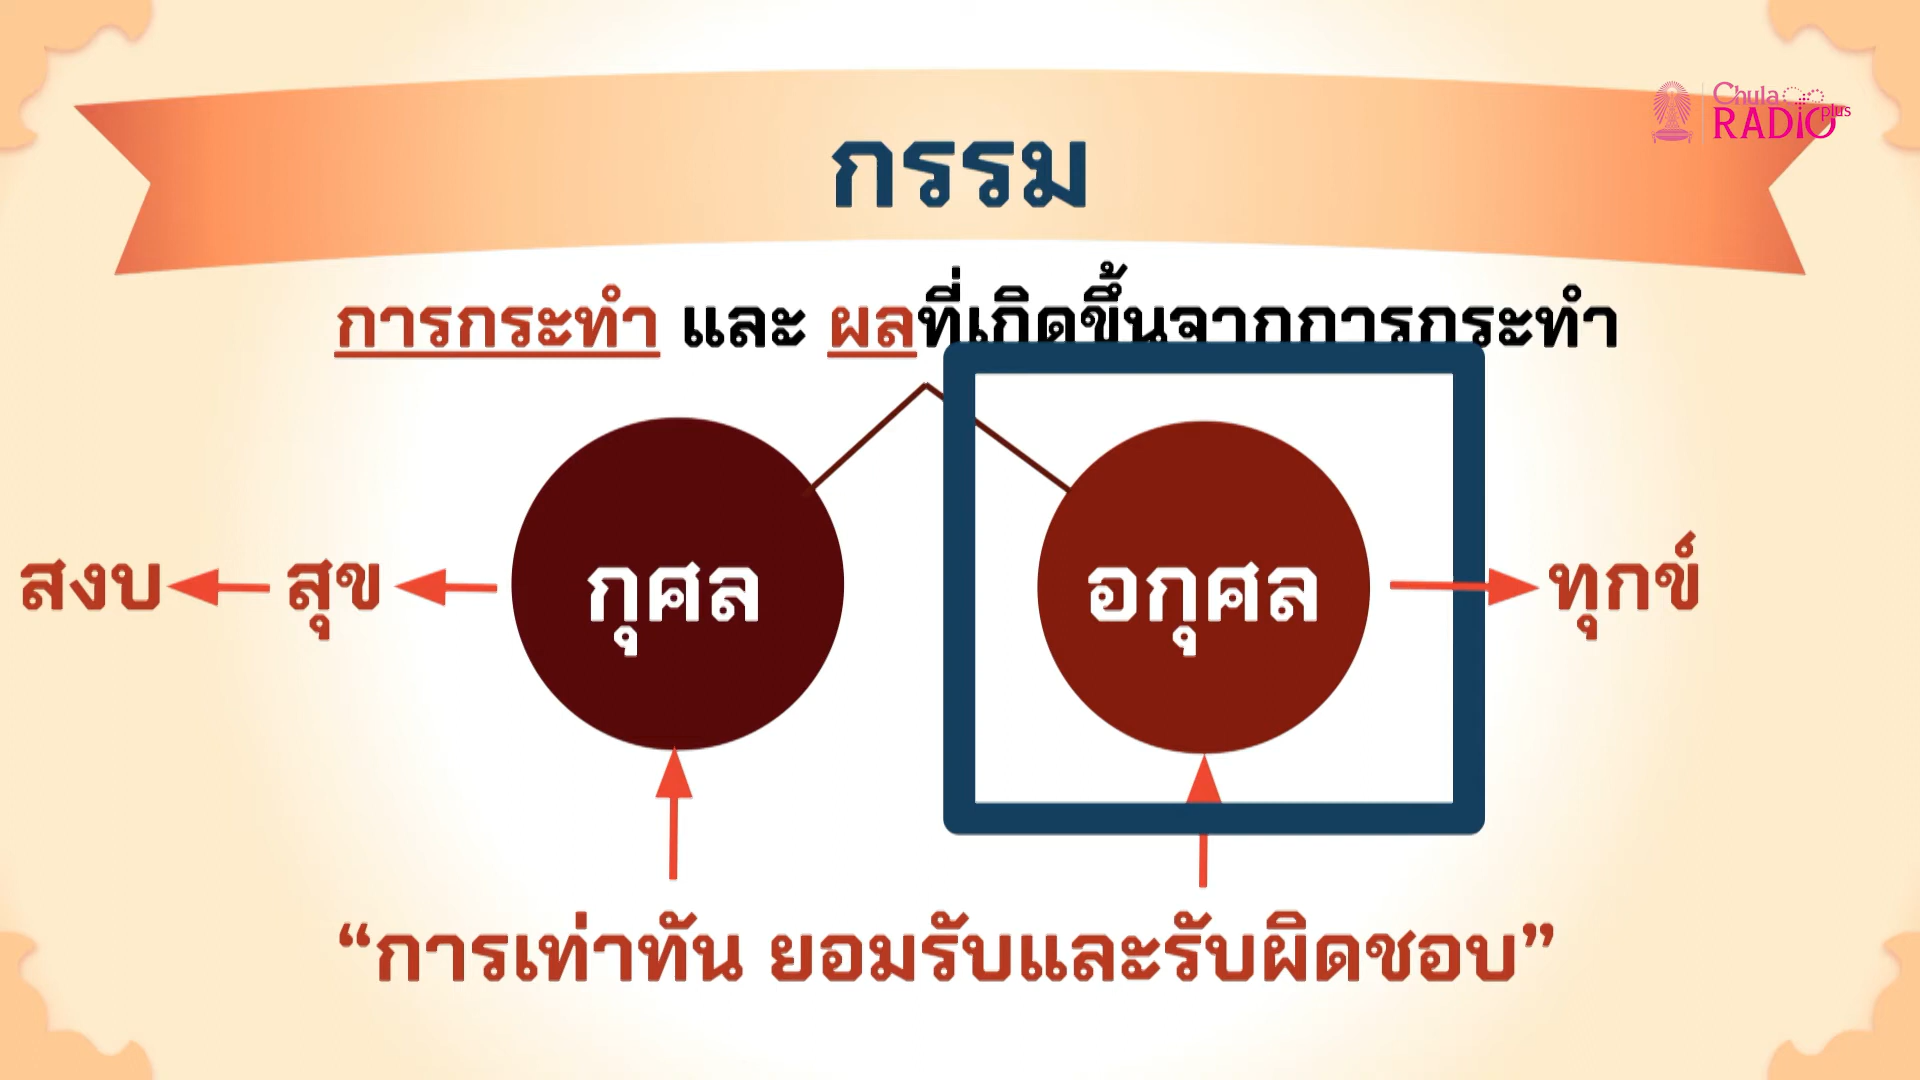 Chula
RADIO plus
กรรม
การกระทำ และ ผลที่เกิดขึ้นจากการกระทำ
สงบ สุข กุศล อกุศล ทุกข์
“การเท่าทัน ยอมรับและรับผิดชอบ”